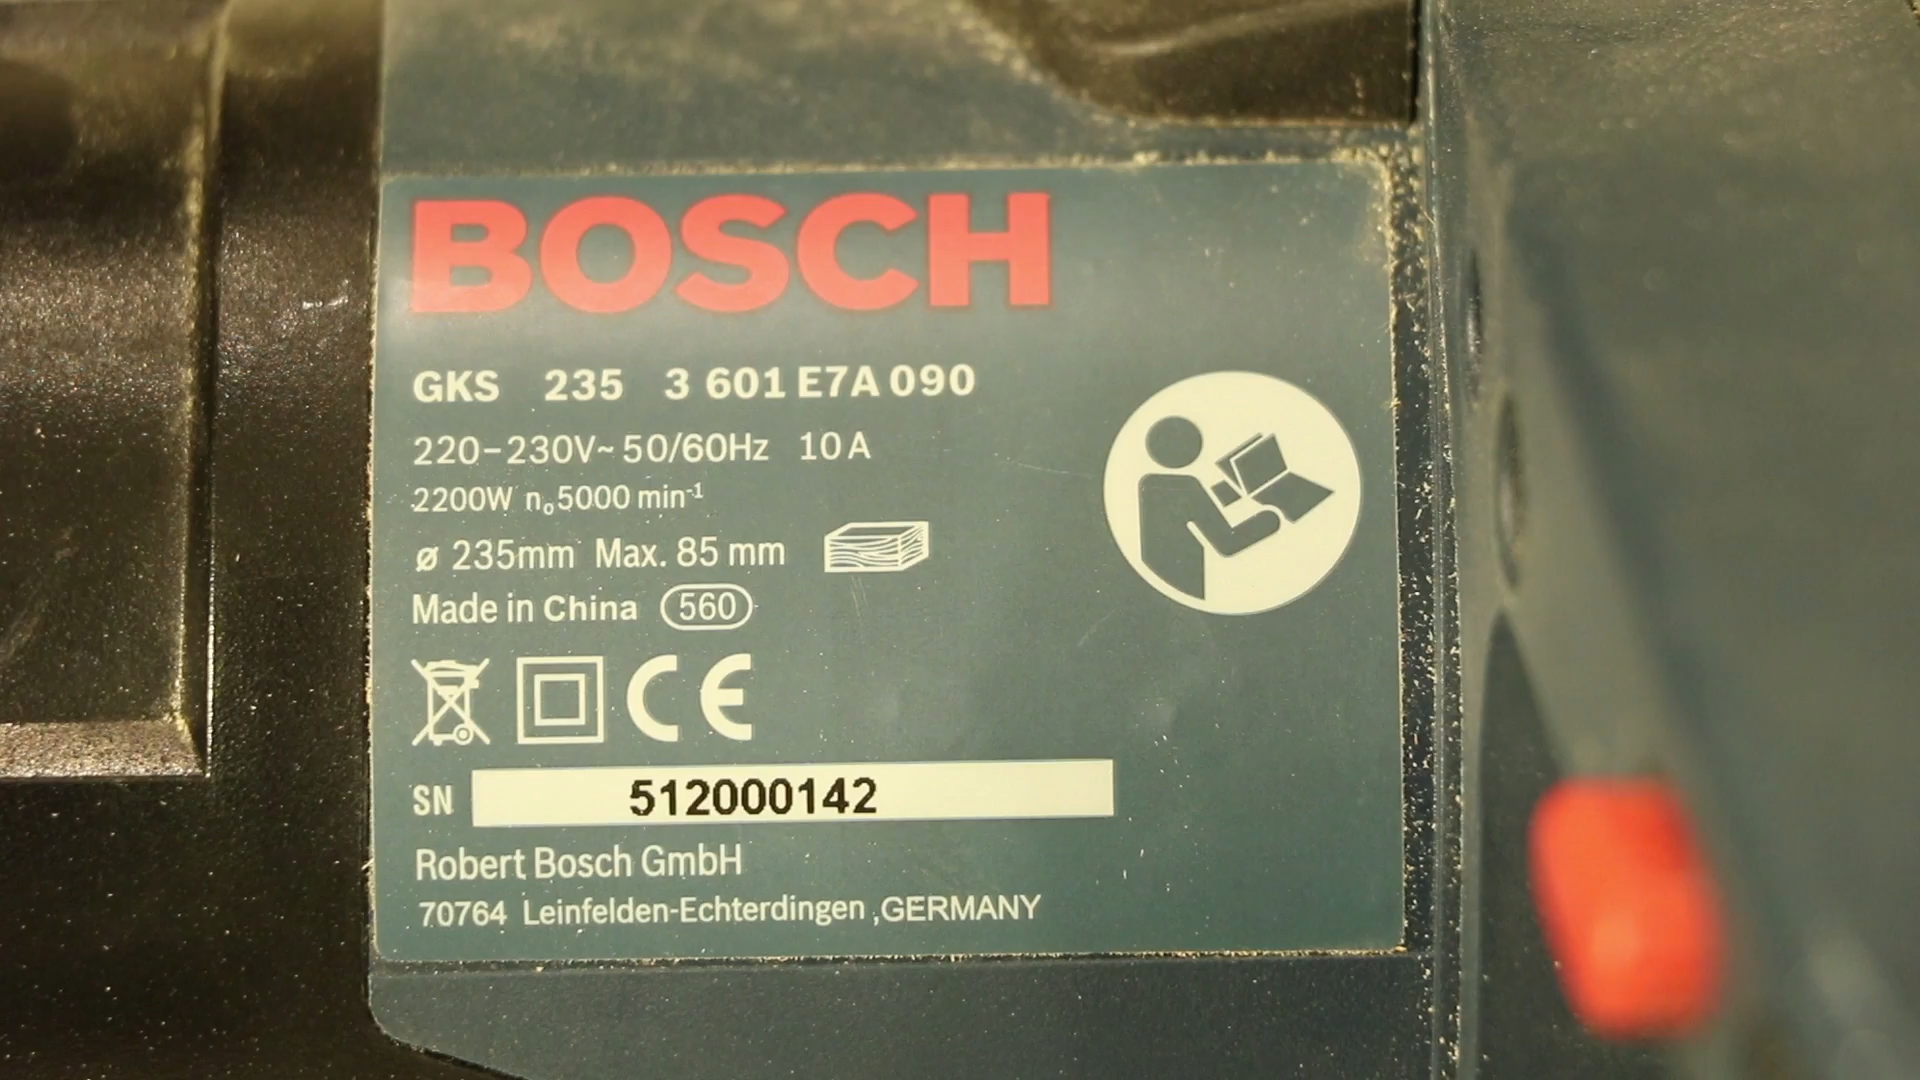 BOSCH
GKS 235 3 601 E7A 090
220-230V~ 50/60Hz 10 A
2200W n₀ 5000 min⁻¹
ø 235mm Max. 85 mm
Made in China 560
CE
SN 512000142
Robert Bosch GmbH
70764 Leinfelden-Echterdingen ,GERMANY